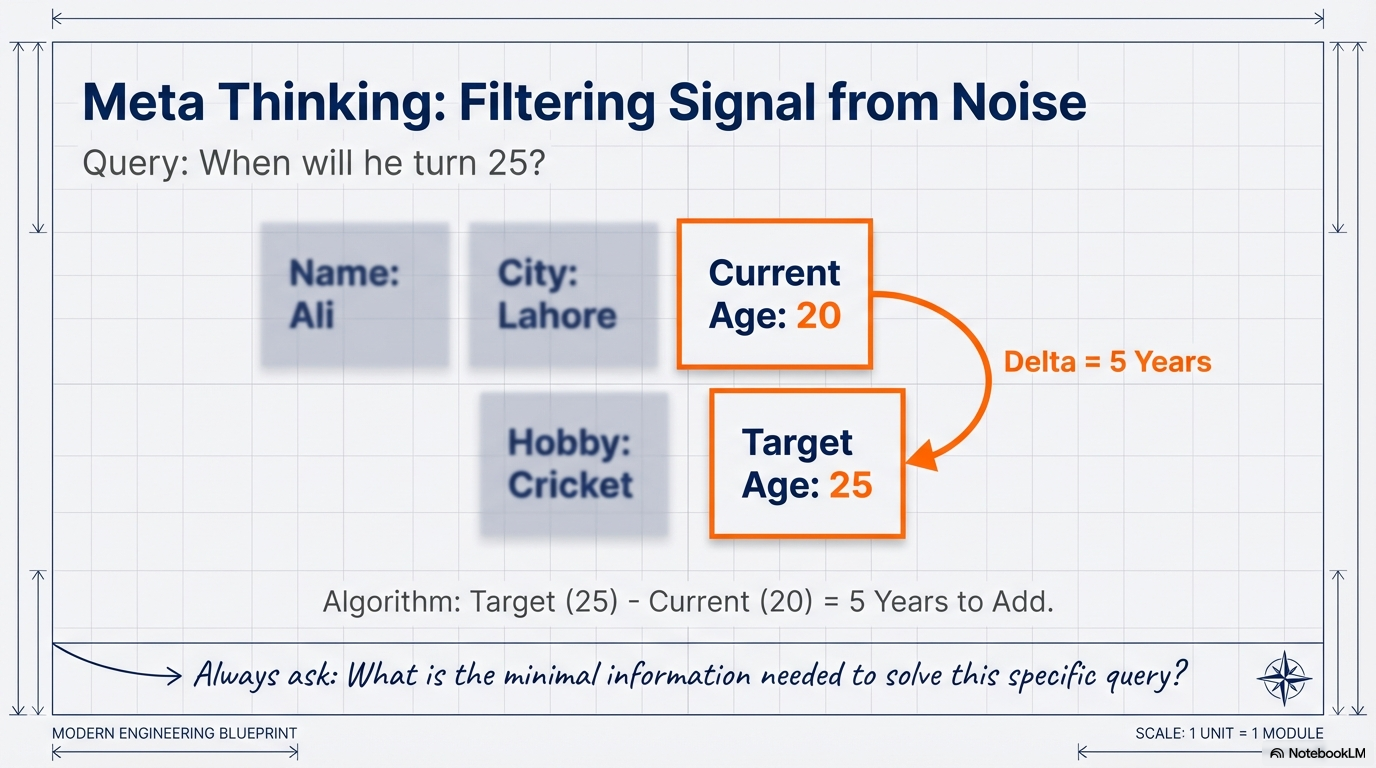 Meta Thinking: Filtering Signal from Noise
Query: When will he turn 25?
Name:
Ali
City:
Lahore
Current
Age: 20
Delta = 5 Years
Hobby:
Cricket
Target
Age: 25
Algorithm: Target (25) - Current (20) = 5 Years to Add.
Always ask: What is the minimal information needed to solve this specific query?
MODERN ENGINEERING BLUEPRINT
SCALE: 1 UNIT = 1 MODULE
NotebookLM